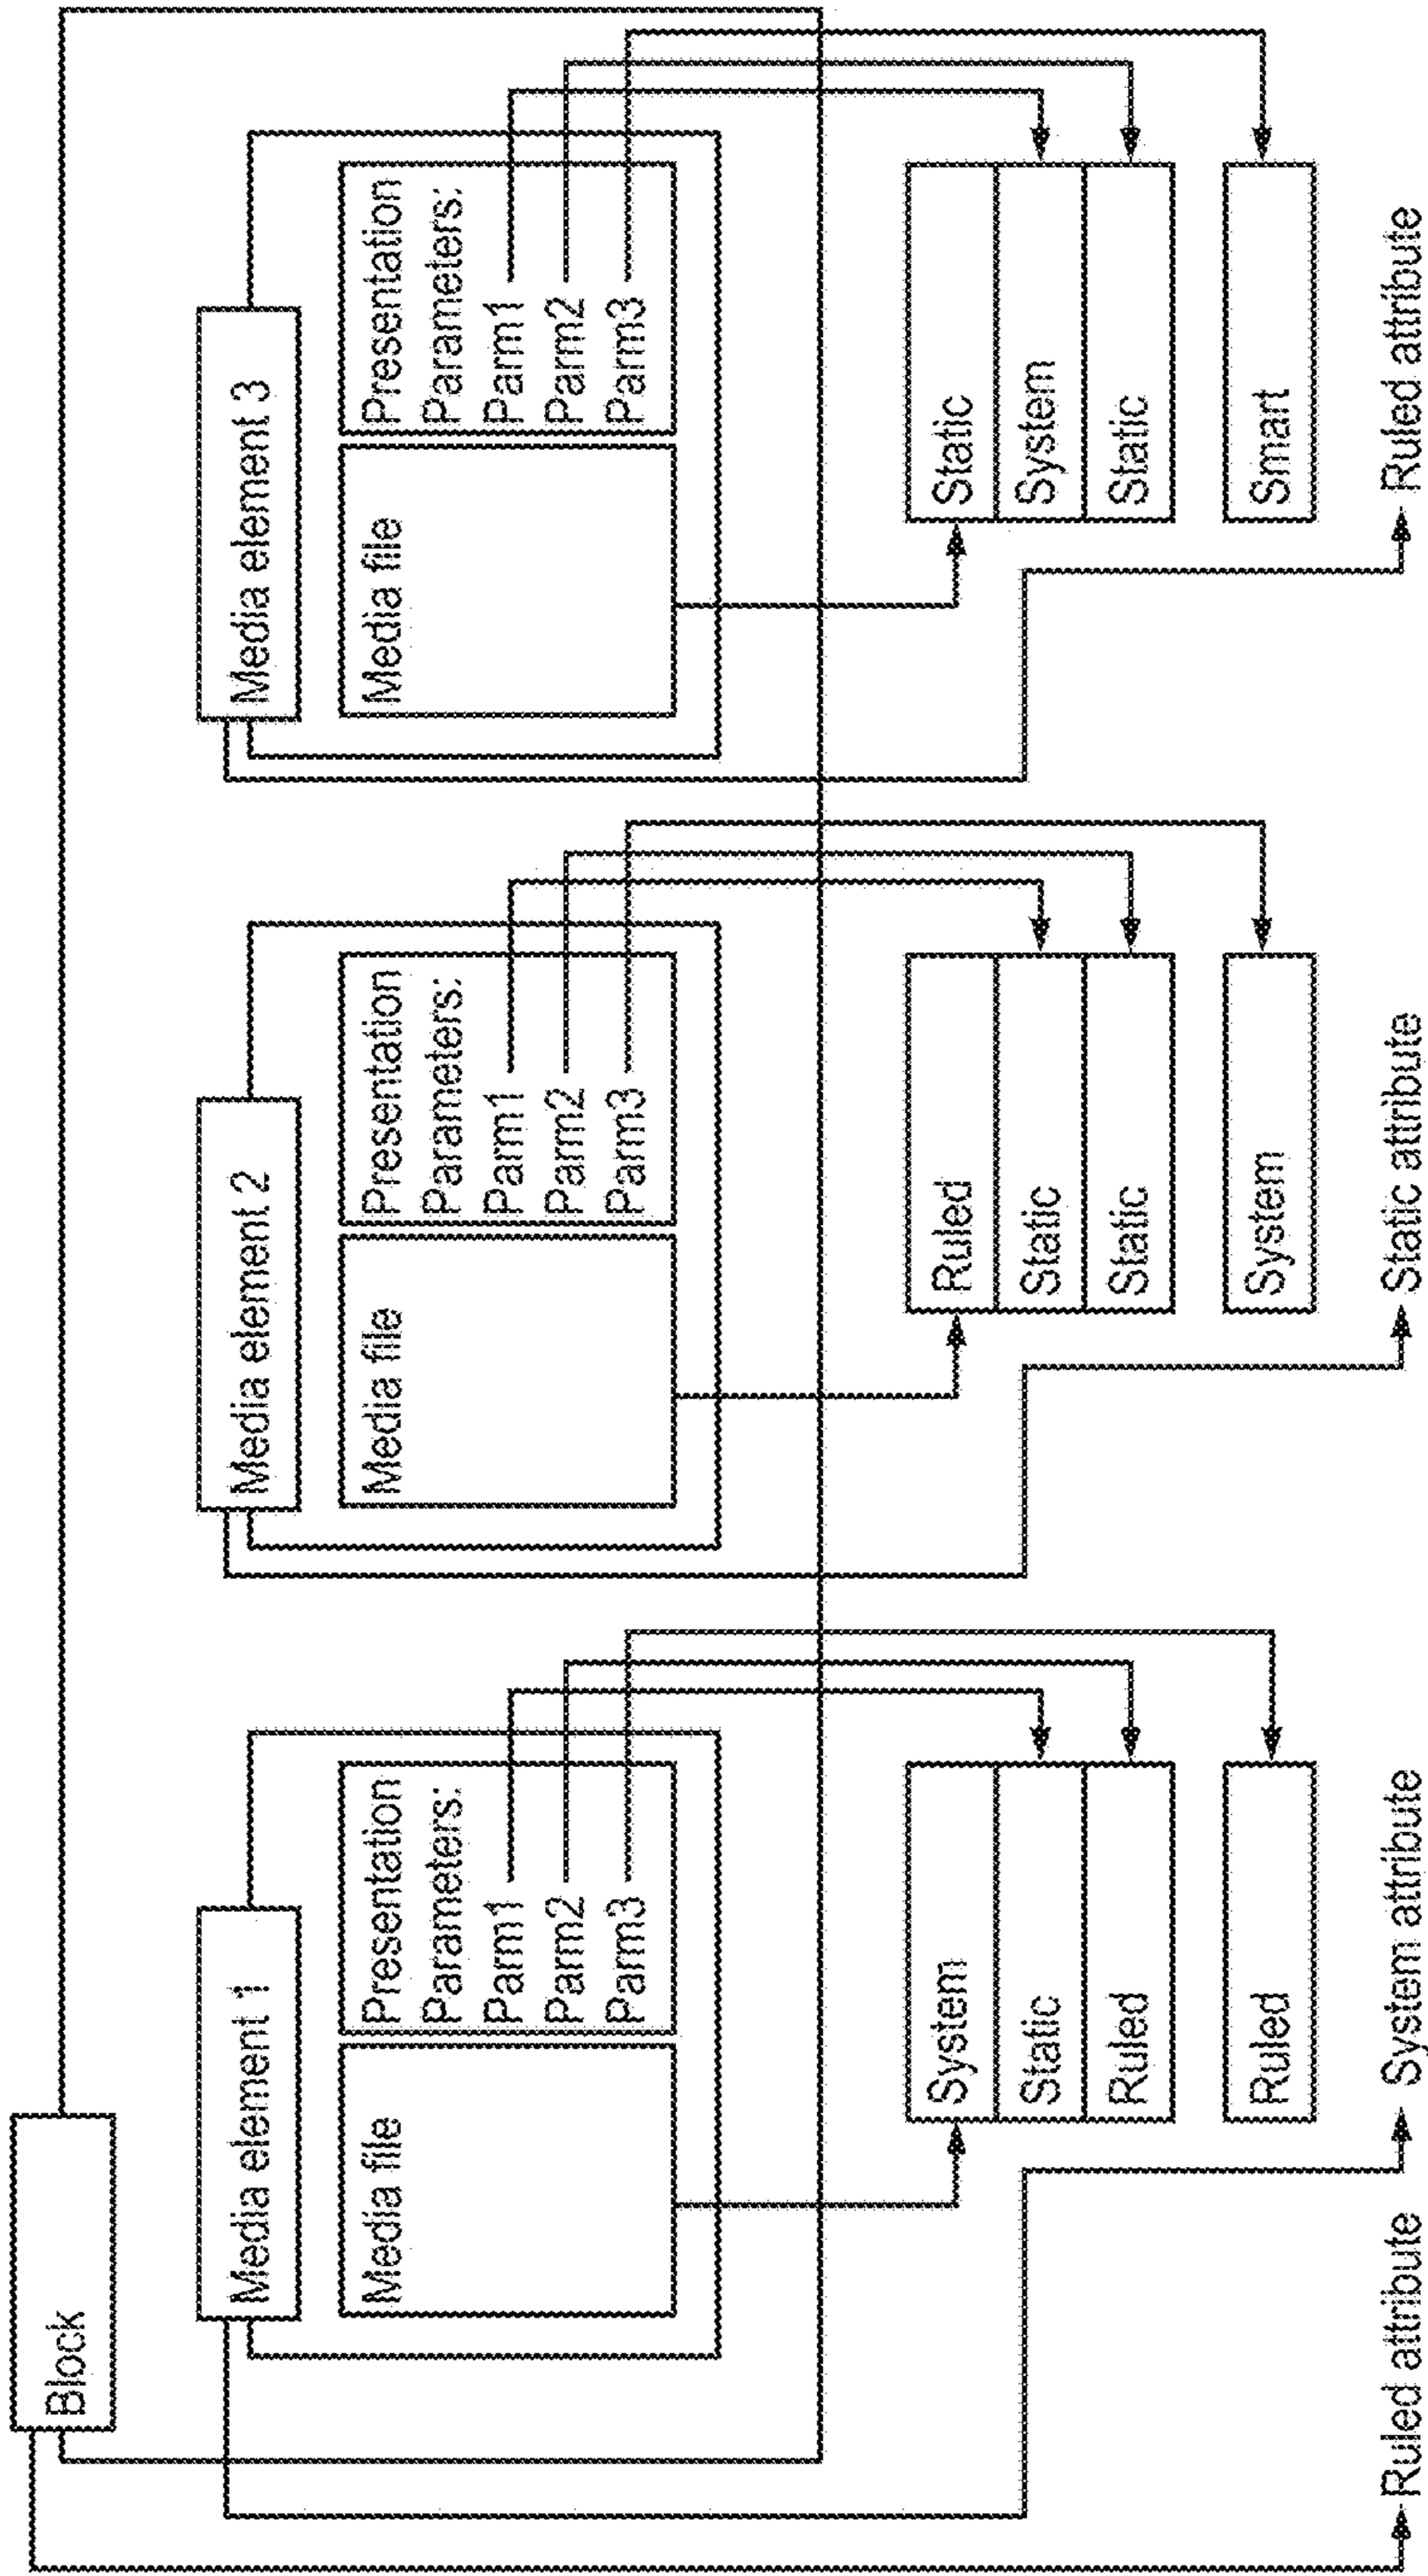 Block
Media element 1
Media file
Presentation
Parameters:
Parm1
Parm2
Parm3
System
Static
Ruled
Ruled
Media element 2
Media file
Presentation
Parameters:
Parm1
Parm2
Parm3
Ruled
Static
Static
System
Media element 3
Media file
Presentation
Parameters:
Parm1
Parm2
Parm3
Static
System
Static
Smart
Ruled attribute
System attribute
Static attribute
Ruled attribute